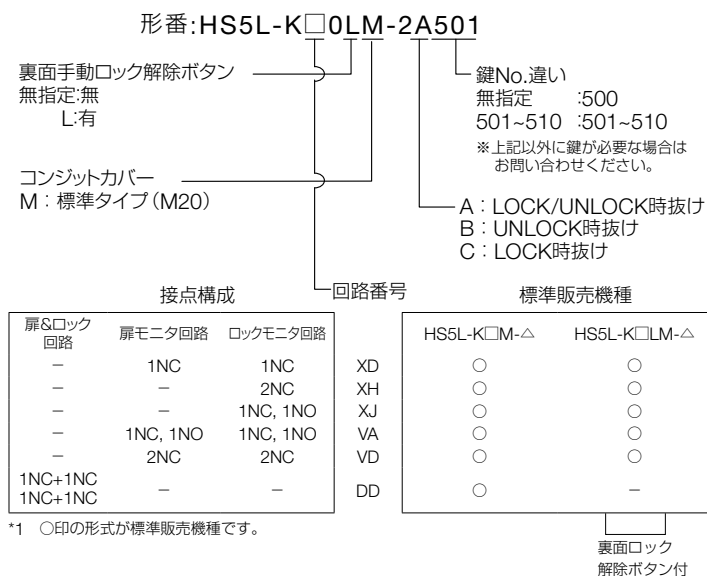 形番:HS5L-K□0LM-2A501
裏面手動ロック解除ボタン
無指定:無
L:有
コンジットカバー
M：標準タイプ（M20）
鍵No.違い
無指定 :500
501~510 :501~510
※上記以外に鍵が必要な場合は
お問い合わせください。
A：LOCK/UNLOCK時抜け
B：UNLOCK時抜け
C：LOCK時抜け
回路番号
接点構成
標準販売機種
扉&ロック
回路
扉モニタ回路 ロックモニタ回路
HS5L-K□M-△ HS5L-K□LM-△
− 1NC 1NC XD ○ ○
− − 2NC XH ○ ○
− − 1NC, 1NO XJ ○ ○
− 1NC, 1NO 1NC, 1NO VA ○ ○
− 2NC 2NC VD ○ ○
1NC+1NC
1NC+1NC
− − DD ○ −
*1 ○印の形式が標準販売機種です。
裏面ロック
解除ボタン付